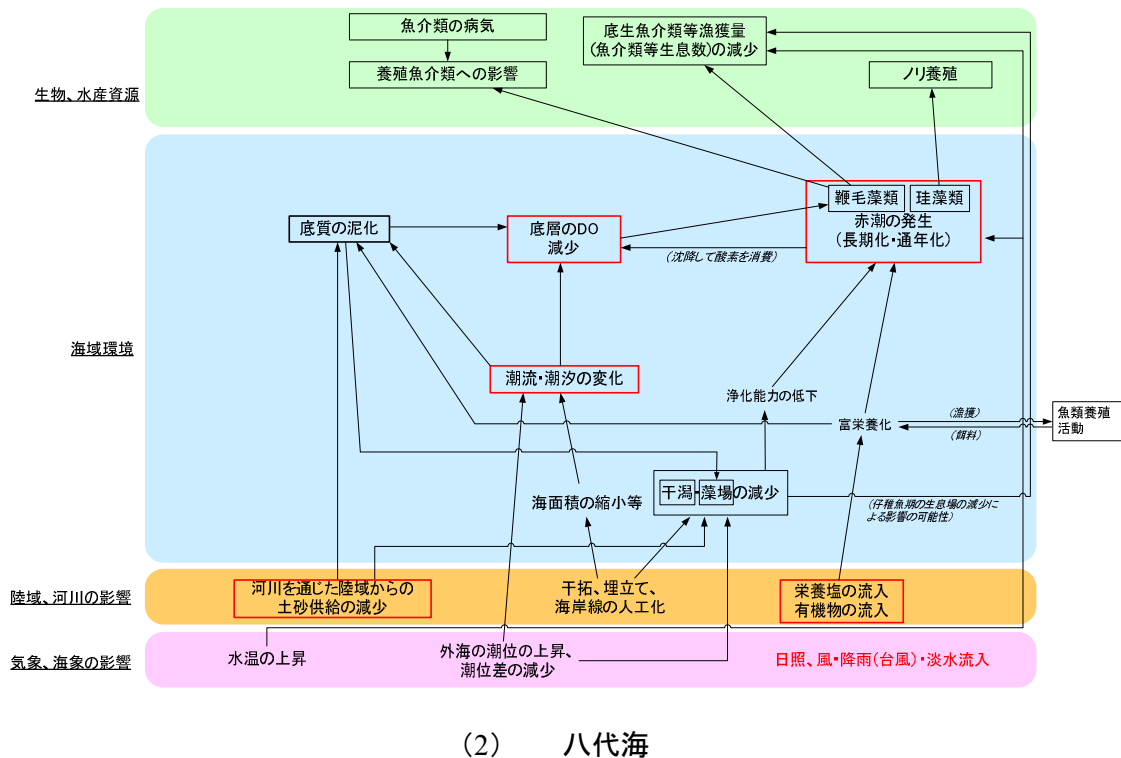 魚介類の病気
養殖魚介類への影響
底生魚介類等漁獲量
(魚介類等生息数)の減少
ノリ養殖
生物、水産資源
鞭毛藻類
珪藻類
赤潮の発生
(長期化・通年化)
底質の泥化
底層のDO
減少
(沈降して酸素を消費)
海域環境
潮流・潮汐の変化
浄化能力の低下
富栄養化
(漁獲)
(餌料)
魚類養殖
活動
海面積の縮小等
干潟・藻場の減少
(仔稚魚期の生息場の減少に
よる影響の可能性)
陸域、河川の影響
河川を通じた陸域からの
土砂供給の減少
干拓、埋立て、
海岸線の人工化
栄養塩の流入
有機物の流入
気象、海象の影響
水温の上昇
外海の潮位の上昇、
潮位差の減少
日照、風・降雨(台風)・淡水流入
(2) 八代海